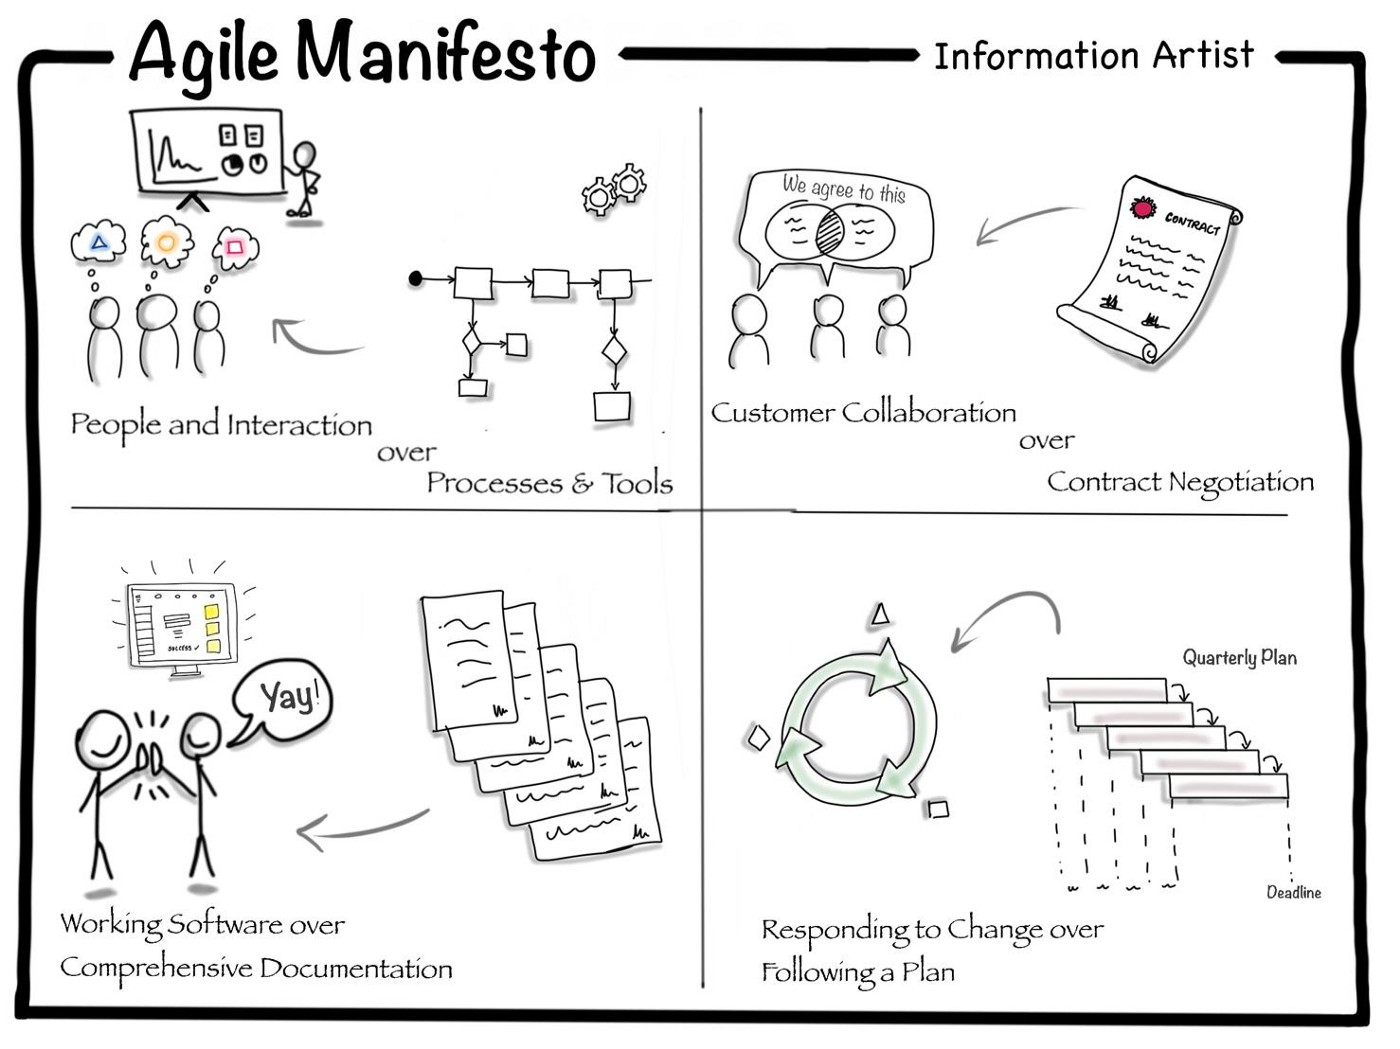 Agile Manifesto
Information Artist
People and Interaction
over
Processes & Tools
We agree to this
CONTRACT
Customer Collaboration
over
Contract Negotiation
SUCCESS ✓
Yay!
Working Software over
Comprehensive Documentation
Quarterly Plan
Deadline
Responding to Change over
Following a Plan